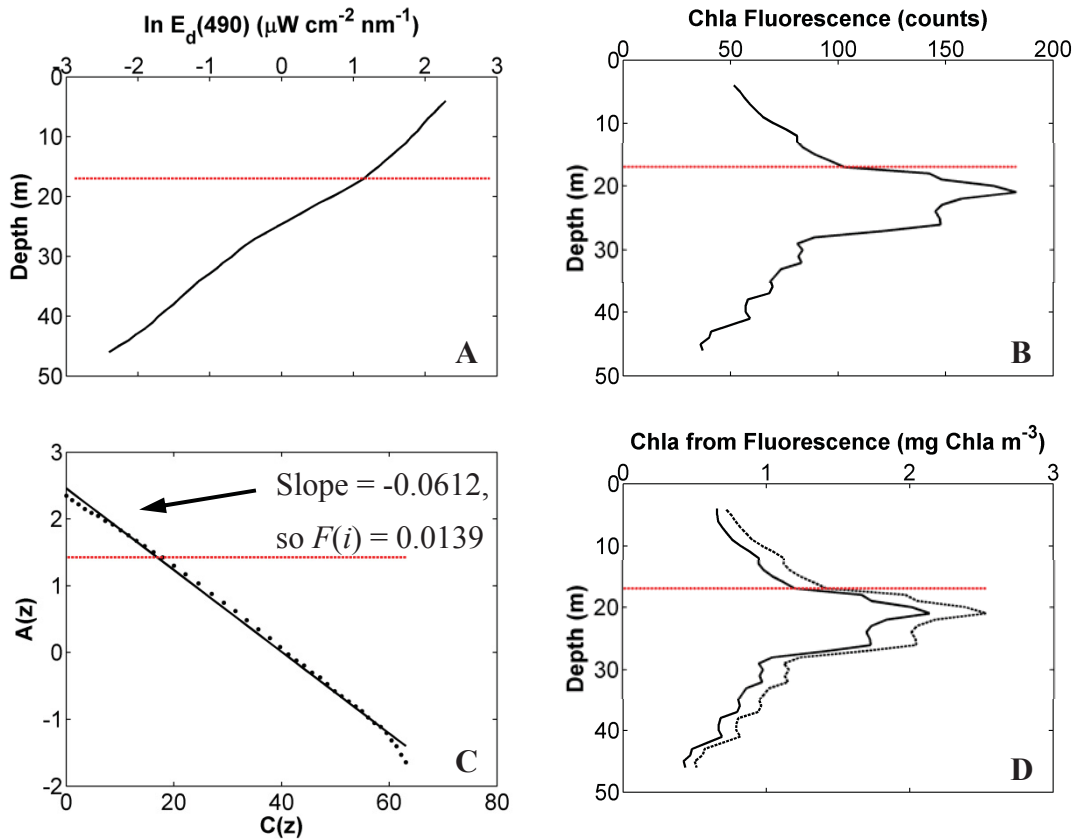 ln E_d(490) (μW cm⁻² nm⁻¹)
-3 -2 -1 0 1 2 3
0
10
20
30
40
50
Depth (m)
A
Chla Fluorescence (counts)
0 50 100 150 200
0
10
20
30
40
50
Depth (m)
B
3
2
1
0
-1
-2
A(z)
Slope = -0.0612,
so F(i) = 0.0139
C
0 20 40 60 80
C(z)
Chla from Fluorescence (mg Chla m⁻³)
0 1 2 3
0
10
20
30
40
50
Depth (m)
D